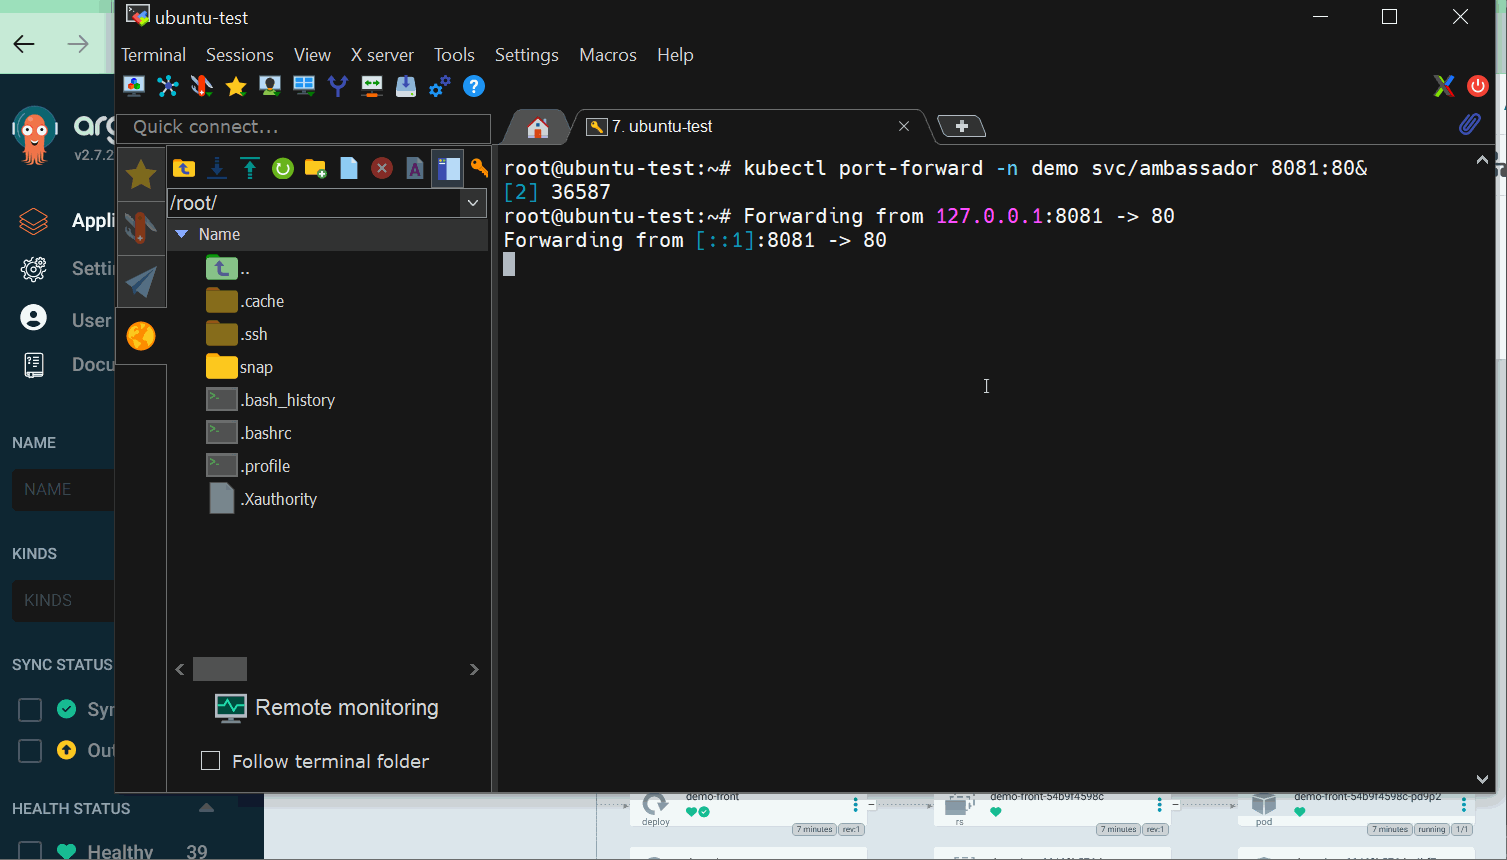 ubuntu-test
Terminal Sessions View X server Tools Settings Macros Help
Quick connect...
7. ubuntu-test
/root/
Name
..
.cache
.ssh
snap
.bash_history
.bashrc
.profile
.Xauthority
Remote monitoring
Follow terminal folder
root@ubuntu-test:~# kubectl port-forward -n demo svc/ambassador 8081:80&
[2] 36587
root@ubuntu-test:~# Forwarding from 127.0.0.1:8081 -> 80
Forwarding from [::1]:8081 -> 80
arg
v2.7.2
Appli
Setti
User
Docu
NAME
NAME
KINDS
KINDS
SYNC STATUS
Syn
Out
HEALTH STATUS
Healthy 39
demo-front
deploy
7 minutes rev:1
demo-front-54b9f4598c
rs
7 minutes rev:1
demo-front-54b9f4598c-pd9p2
pod
7 minutes running 1/1